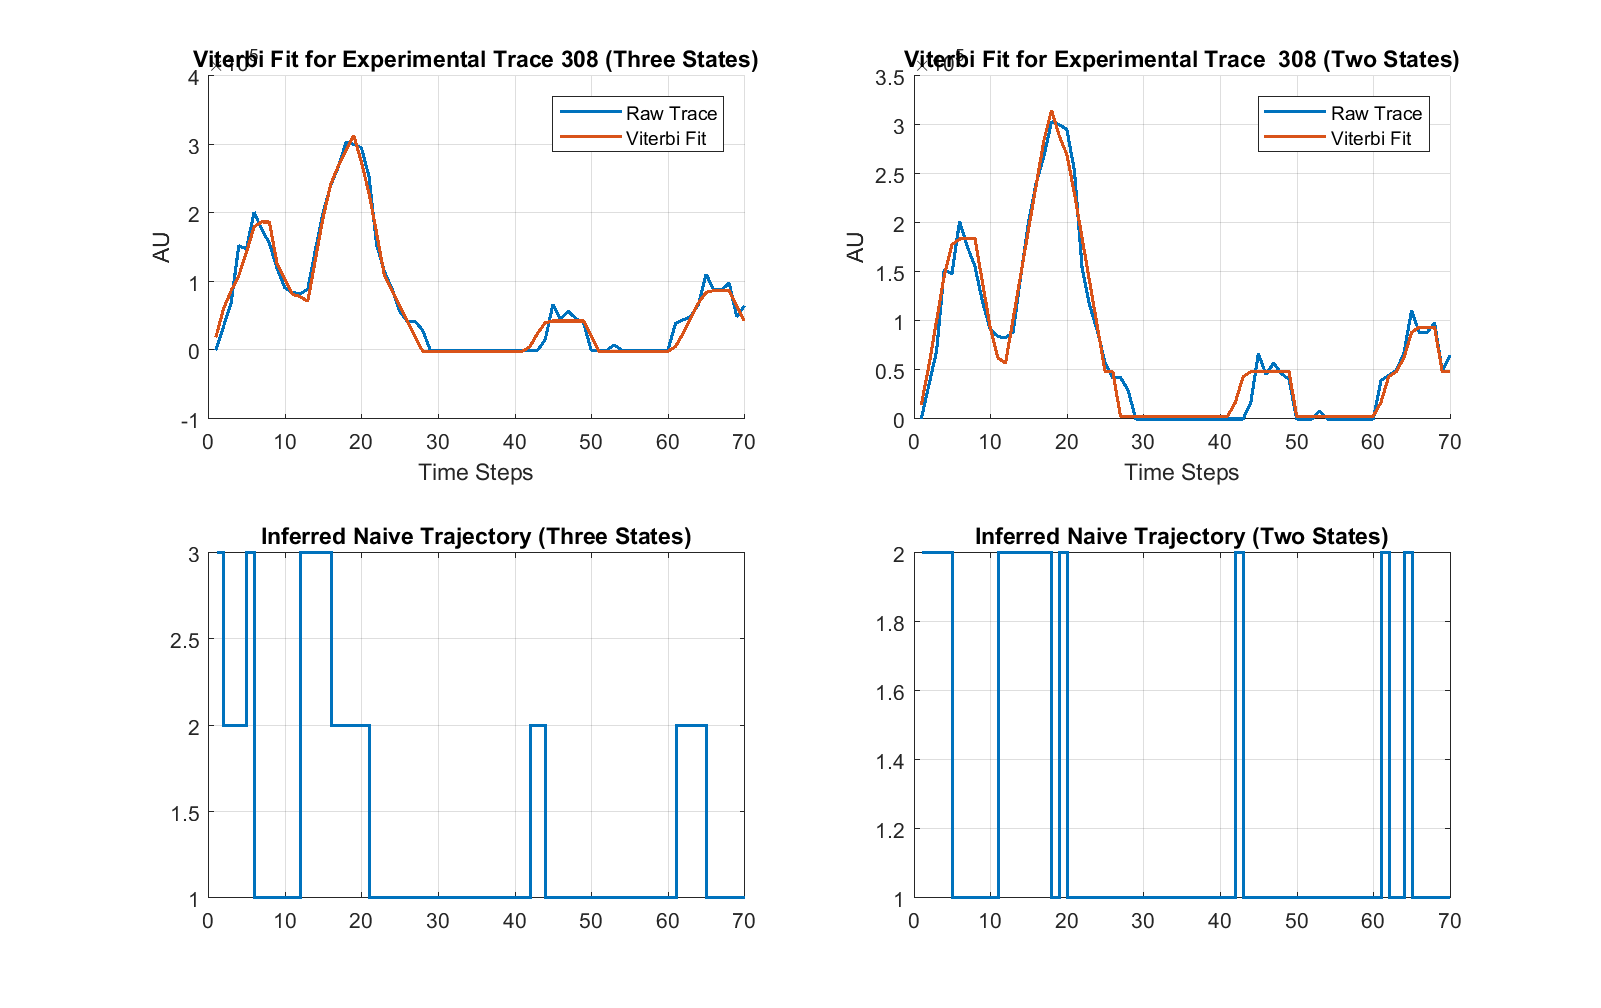 Viterbi Fit for Experimental Trace 308 (Three States)
×10^5
4
3
2
1
0
-1
AU
Raw Trace
Viterbi Fit
0 10 20 30 40 50 60 70
Time Steps
Viterbi Fit for Experimental Trace  308 (Two States)
×10^5
3.5
3
2.5
2
1.5
1
0.5
0
AU
Raw Trace
Viterbi Fit
0 10 20 30 40 50 60 70
Time Steps
Inferred Naive Trajectory (Three States)
3
2.5
2
1.5
1
0 10 20 30 40 50 60 70
Inferred Naive Trajectory (Two States)
2
1.8
1.6
1.4
1.2
1
0 10 20 30 40 50 60 70